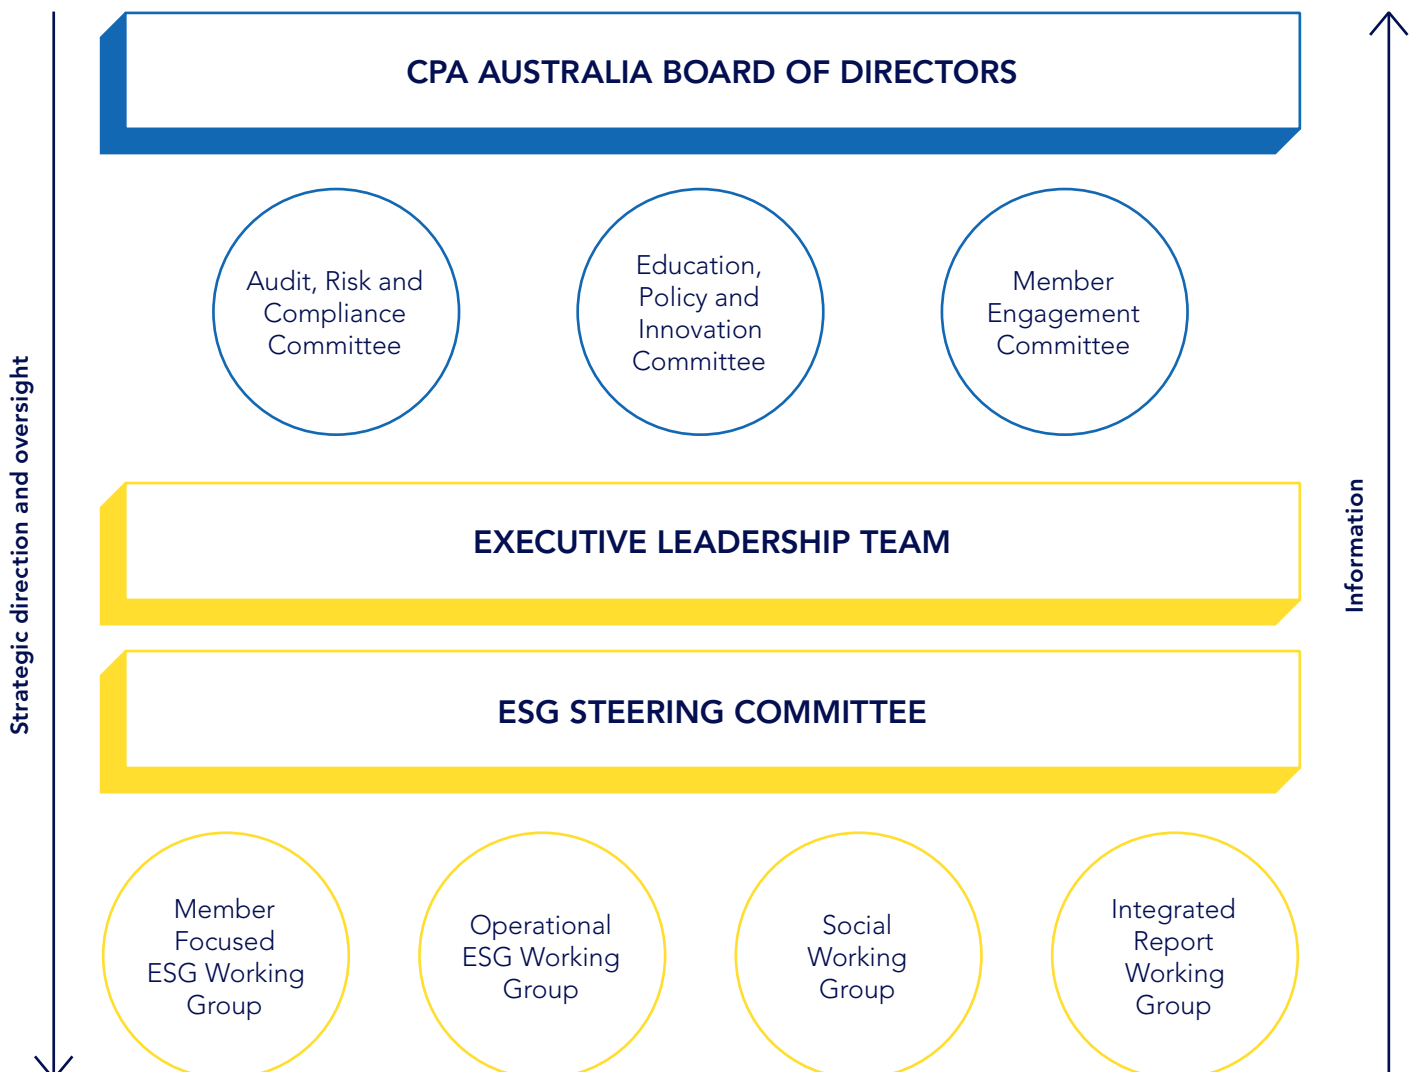 CPA AUSTRALIA BOARD OF DIRECTORS
Audit, Risk and
Compliance
Committee
Education,
Policy and
Innovation
Committee
Member
Engagement
Committee
Strategic direction and oversight
Information
EXECUTIVE LEADERSHIP TEAM
ESG STEERING COMMITTEE
Member
Focused
ESG Working
Group
Operational
ESG Working
Group
Social
Working
Group
Integrated
Report
Working
Group